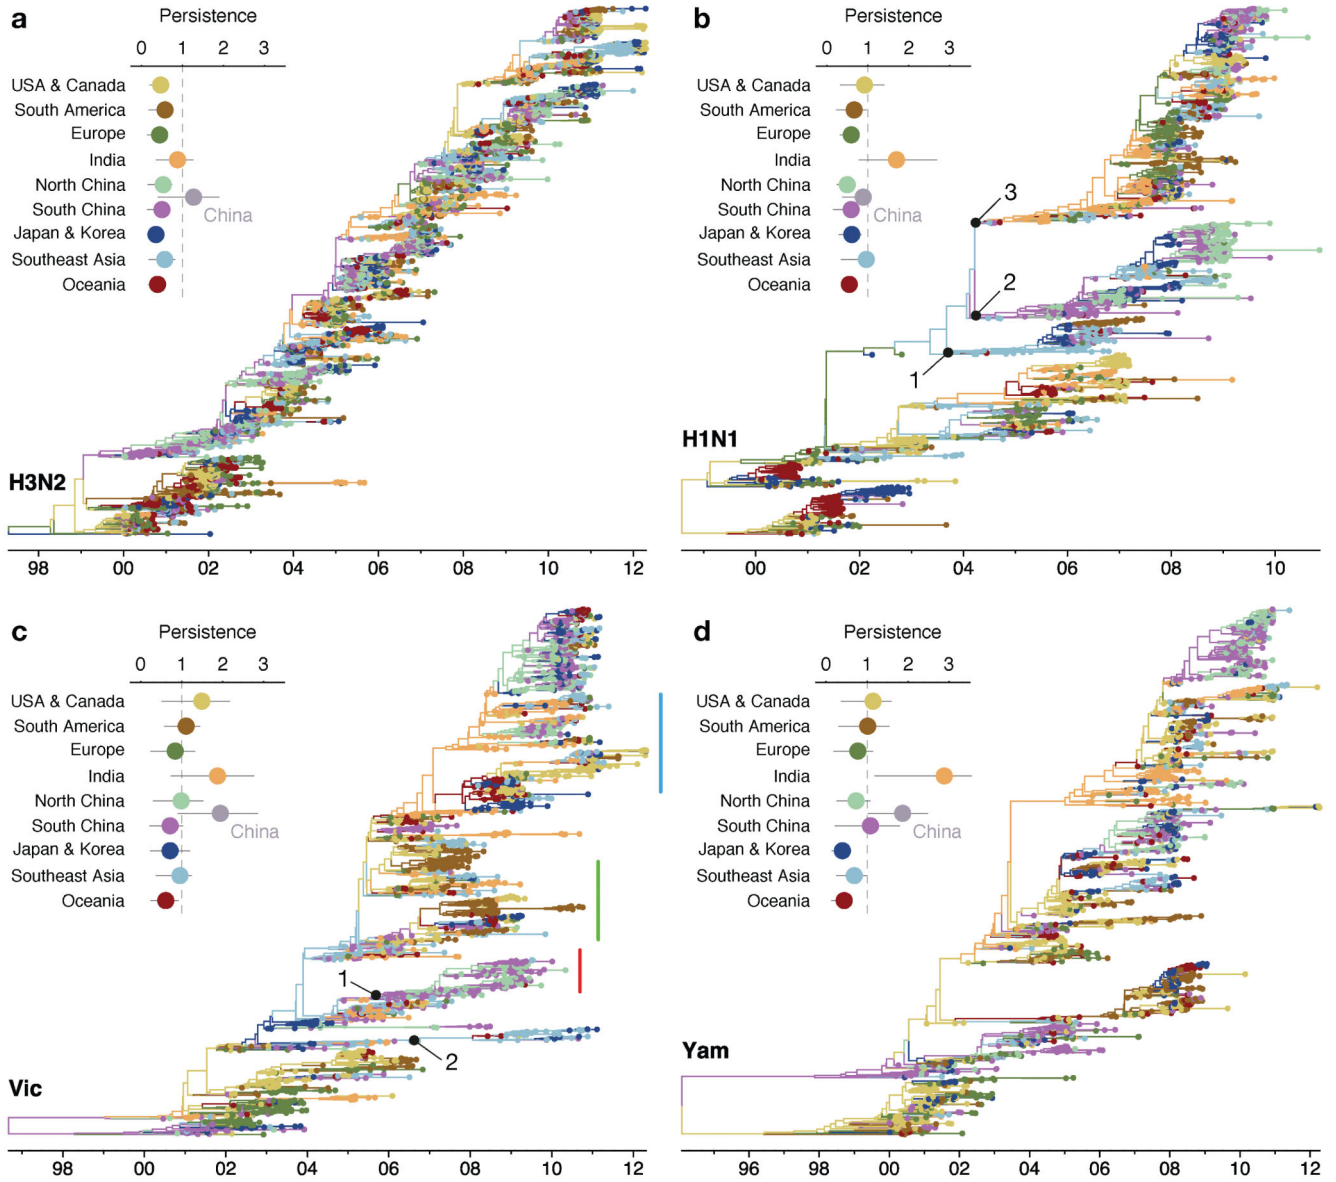 a
Persistence
0 1 2 3
USA & Canada
South America
Europe
India
North China
South China
China
Japan & Korea
Southeast Asia
Oceania
H3N2
98 00 02 04 06 08 10 12
b
Persistence
0 1 2 3
USA & Canada
South America
Europe
India
North China
South China
China
Japan & Korea
Southeast Asia
Oceania
3
2
1
H1N1
00 02 04 06 08 10
c
Persistence
0 1 2 3
USA & Canada
South America
Europe
India
North China
South China
China
Japan & Korea
Southeast Asia
Oceania
1
2
Vic
98 00 02 04 06 08 10 12
d
Persistence
0 1 2 3
USA & Canada
South America
Europe
India
North China
South China
China
Japan & Korea
Southeast Asia
Oceania
Yam
96 98 00 02 04 06 08 10 12